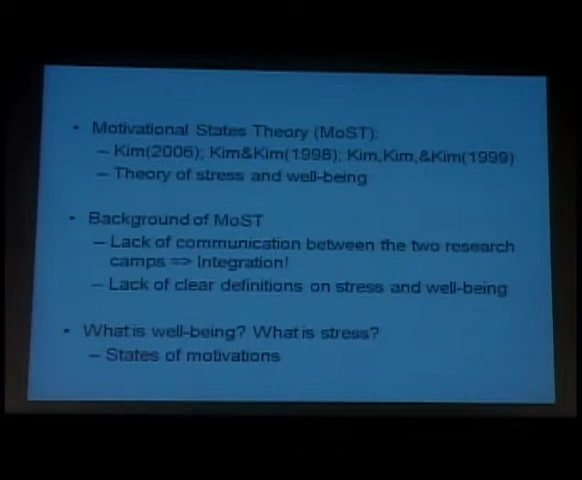 • Motivational States Theory (MoST):
– Kim(2006); Kim&Kim(1998); Kim,Kim,&Kim(1999)
– Theory of stress and well-being
• Background of MoST
– Lack of communication between the two research
camps => Integration!
– Lack of clear definitions on stress and well-being
• What is well-being? What is stress?
– States of motivations